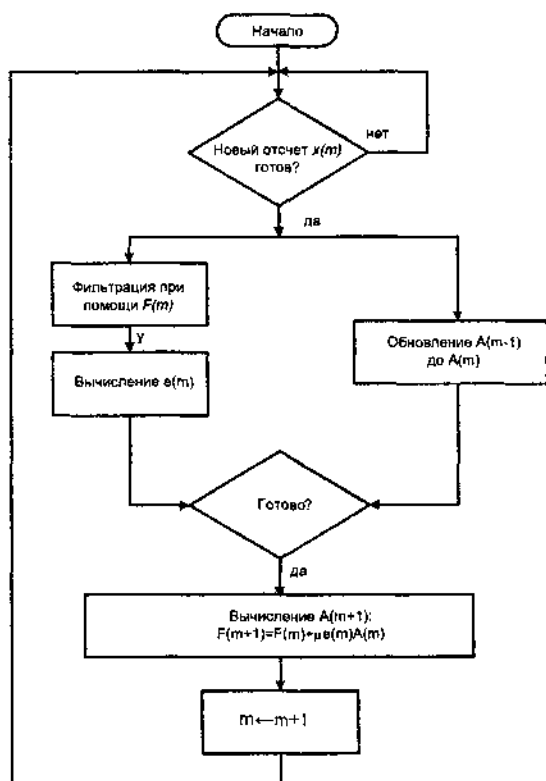 Начало
Новый отсчет x(m)
готов?
нет
да
Фильтрация при
помощи F(m)
y
Вычисление e(m)
Обновление A(m-1)
до A(m)
Готово?
да
Вычисление A(m+1):
F(m+1)=F(m)+μe(m)A(m)
m←m+1